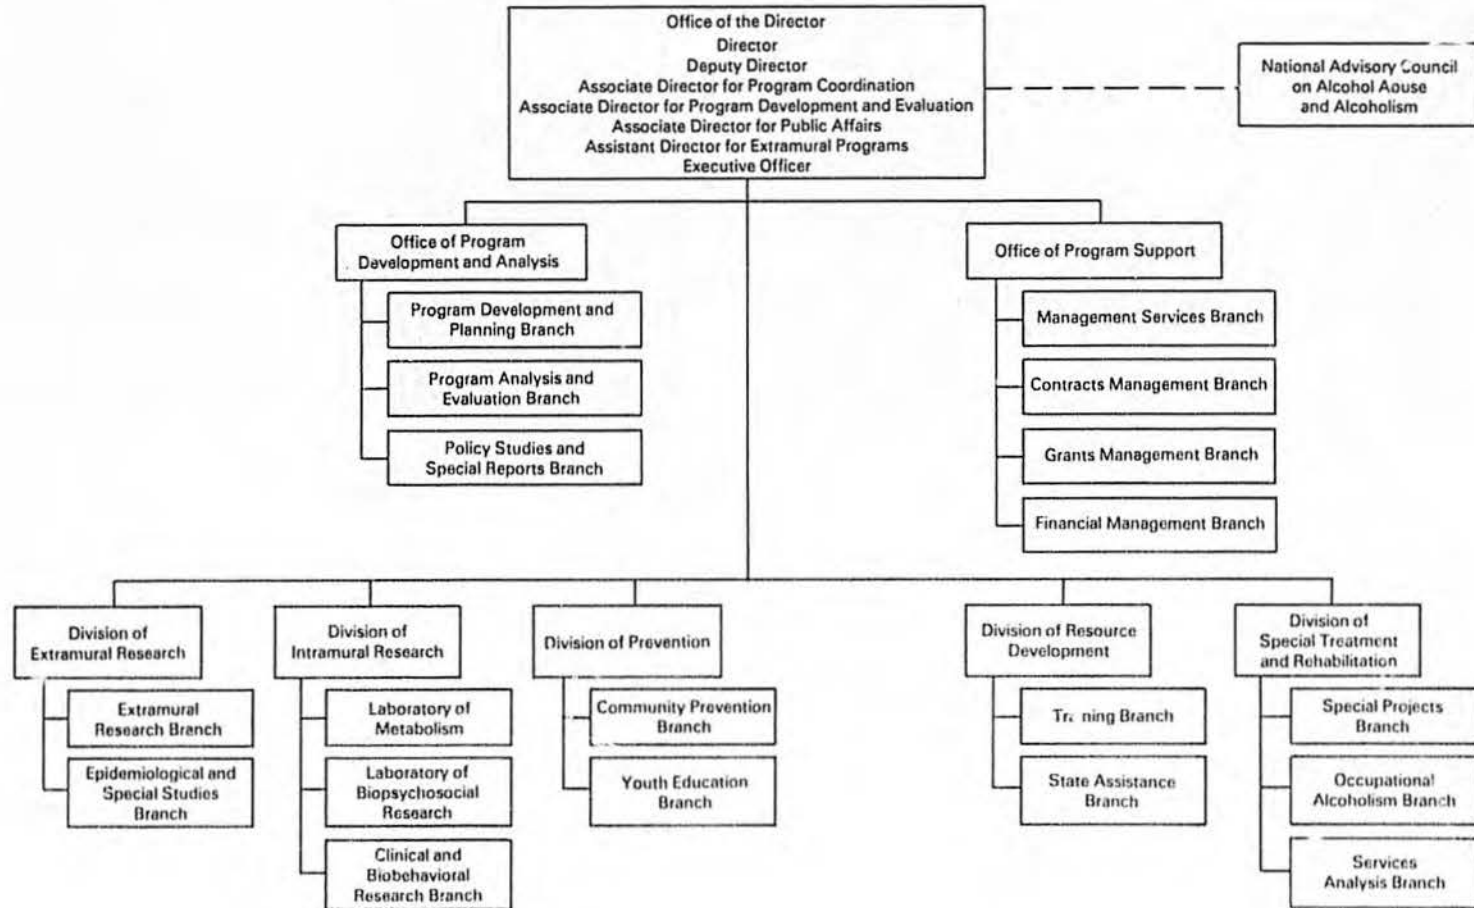 Office of the Director
Director
Deputy Director
Associate Director for Program Coordination
Associate Director for Program Development and Evaluation
Associate Director for Public Affairs
Assistant Director for Extramural Programs
Executive Officer
National Advisory Council
on Alcohol Aouse
and Alcoholism
Office of Program
Development and Analysis
Program Development and
Planning Branch
Program Analysis and
Evaluation Branch
Policy Studies and
Special Reports Branch
Office of Program Support
Management Services Branch
Contracts Management Branch
Grants Management Branch
Financial Management Branch
Division of
Extramural Research
Extramural
Research Branch
Epidemiological and
Special Studies
Branch
Division of
Intramural Research
Laboratory of
Metabolism
Laboratory of
Biopsychosocial
Research
Clinical and
Biobehavioral
Research Branch
Division of Prevention
Community Prevention
Branch
Youth Education
Branch
Division of Resource
Development
Training Branch
State Assistance
Branch
Division of
Special Treatment
and Rehabilitation
Special Projects
Branch
Occupational
Alcoholism Branch
Services
Analysis Branch